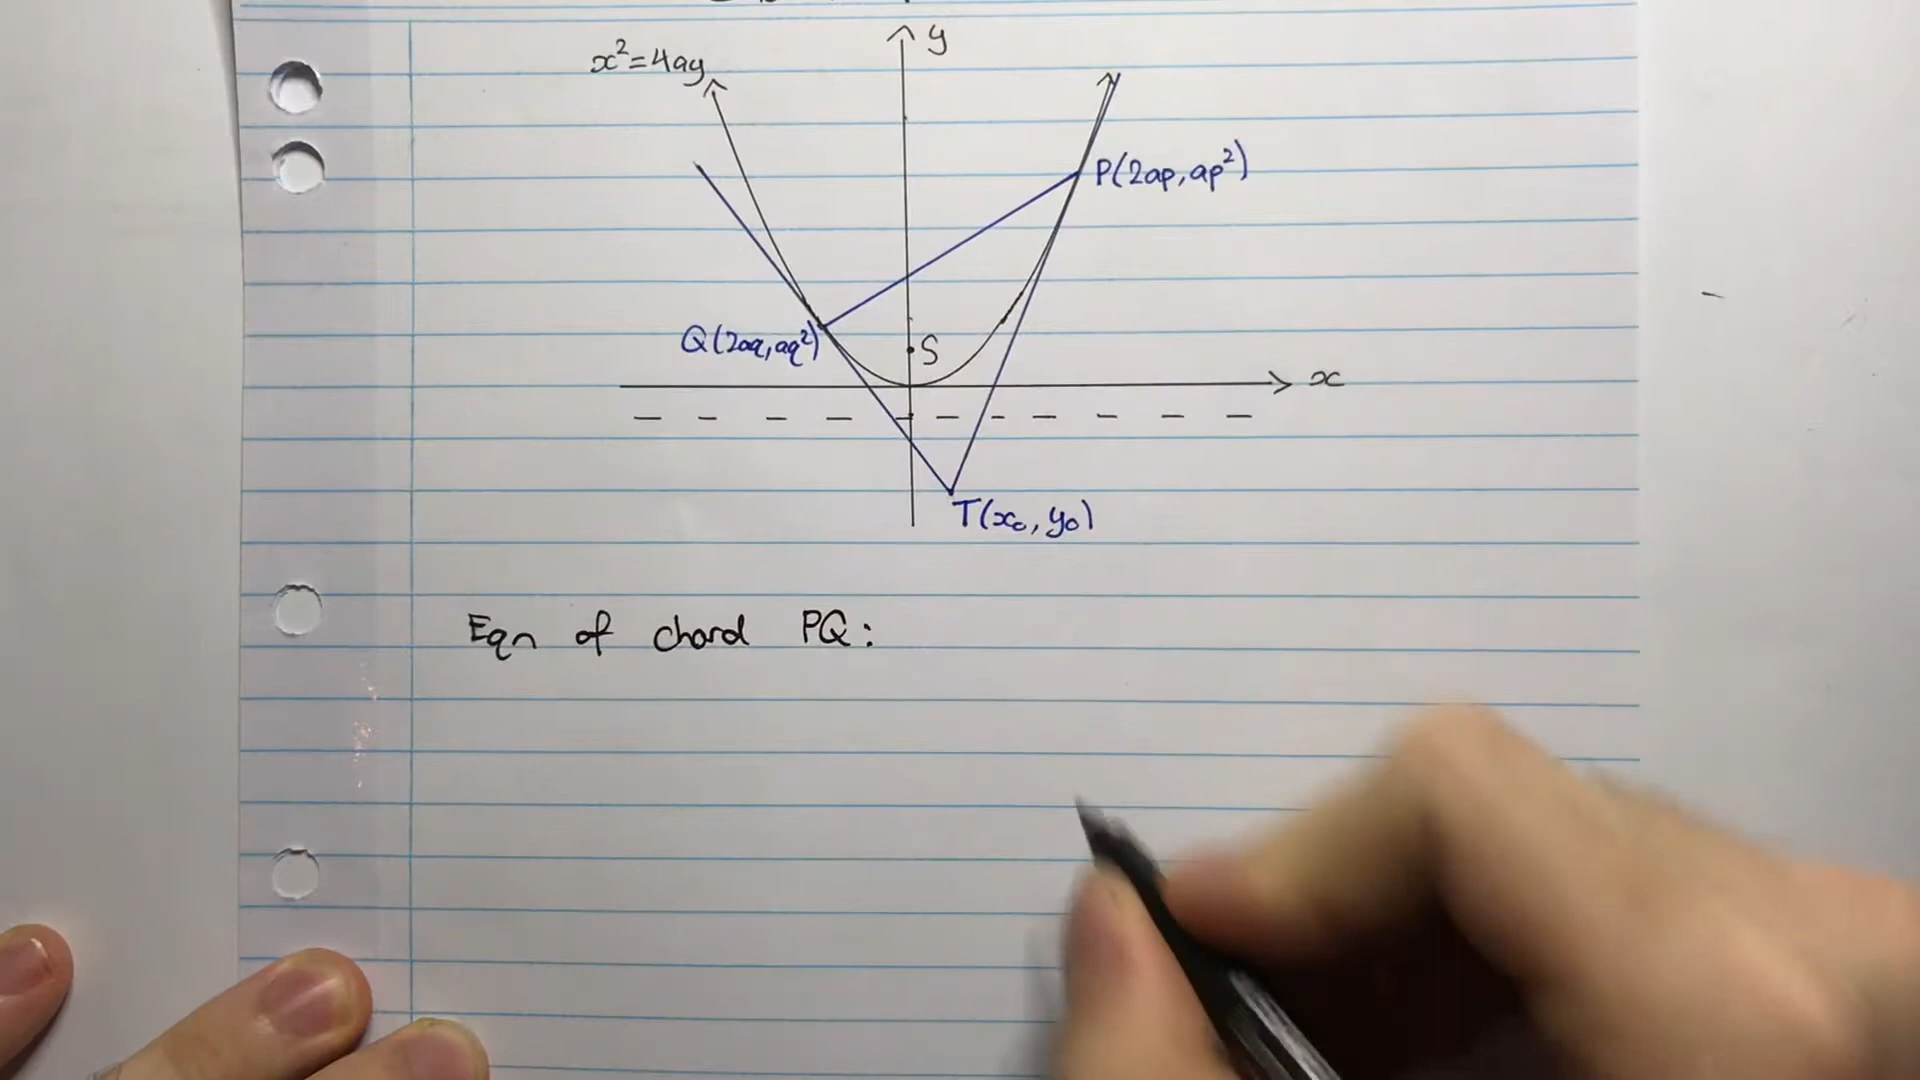 y
x²=4ay
P(2ap, ap²)
Q(2aq, aq²)
S
x
T(x₀, y₀)
Eqn of chord PQ: